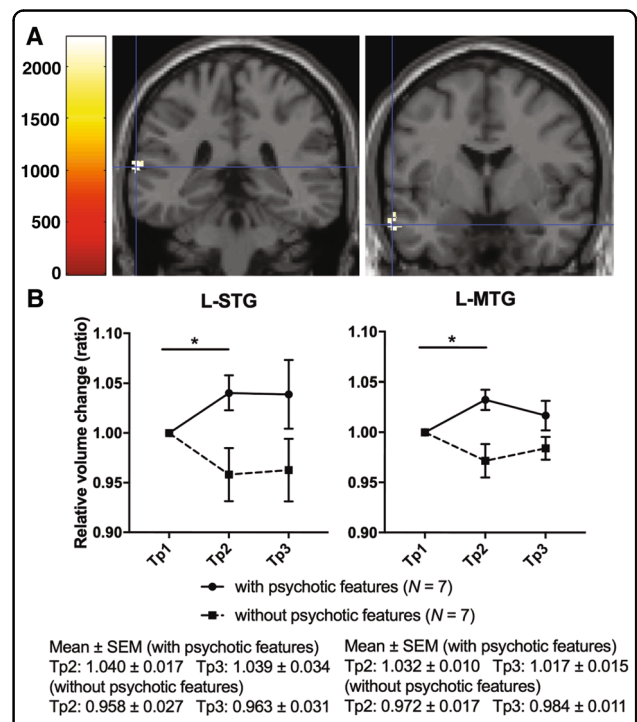 A
2000
1500
1000
500
0
B
L-STG
L-MTG
Relative volume change (ratio)
1.10
1.05
1.00
0.95
0.90
*
Tp1
Tp2
Tp3
1.10
1.05
1.00
0.95
0.90
*
Tp1
Tp2
Tp3
with psychotic features (N = 7)
without psychotic features (N = 7)
Mean ± SEM (with psychotic features)
Tp2: 1.040 ± 0.017 Tp3: 1.039 ± 0.034
(without psychotic features)
Tp2: 0.958 ± 0.027 Tp3: 0.963 ± 0.031
Mean ± SEM (with psychotic features)
Tp2: 1.032 ± 0.010 Tp3: 1.017 ± 0.015
(without psychotic features)
Tp2: 0.972 ± 0.017 Tp3: 0.984 ± 0.011